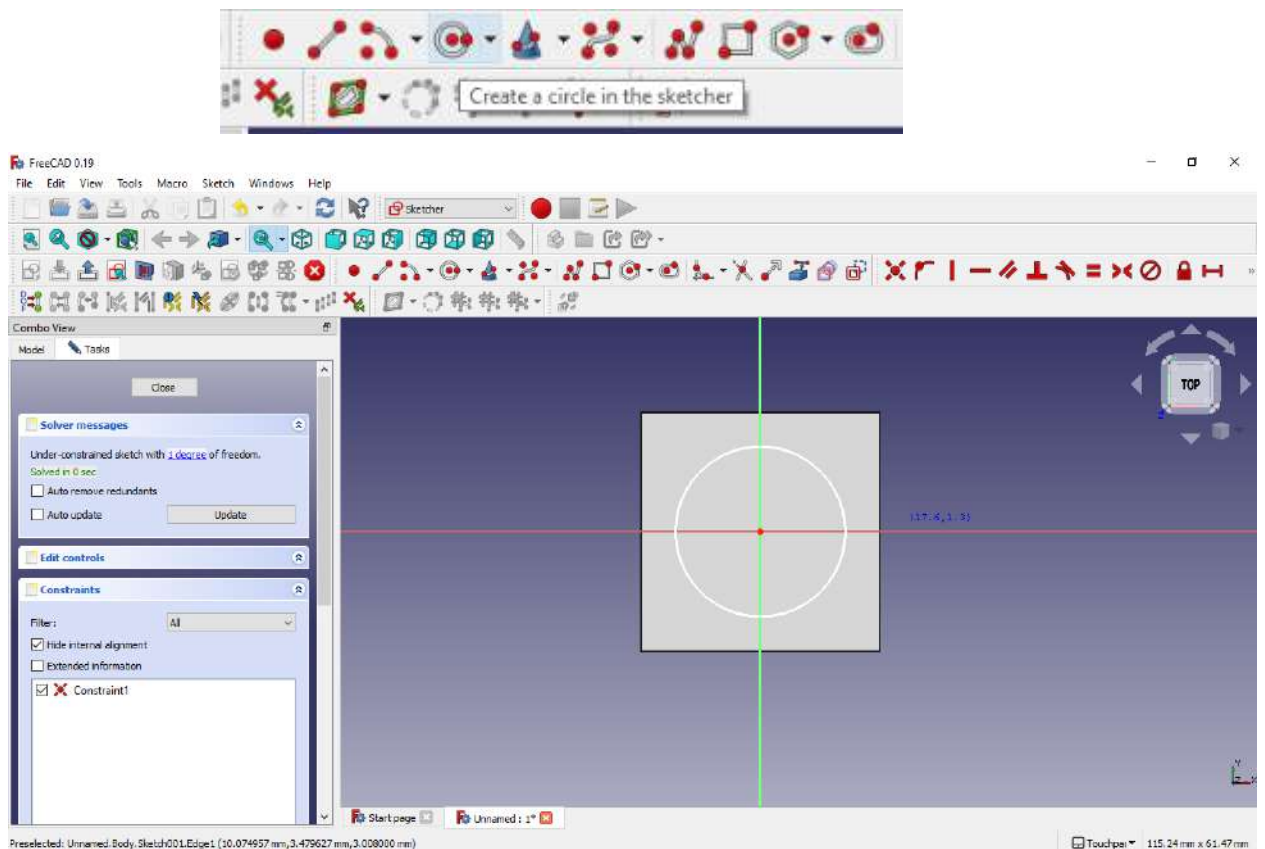 Create a circle in the sketcher
FreeCAD 0.19
File Edit View Tools Macro Sketch Windows Help
Sketcher
Combo View
Model Tasks
TOP
Close
Solver messages
Under-constrained sketch with 1 degree of freedom.
Solved in 0 sec
Auto remove redundants
Auto update Update
(17.6,1.3)
Edit controls
Constraints
Filter: All
Hide internal alignment
Extended information
Constraint1
Y
Z X
Start page Unnamed : 1*
Preselected: Unnamed.Body.Sketch001.Edge1 (10.074957 mm,3.479627 mm,3.008000 mm) 115.24 mm x 61.47 mm